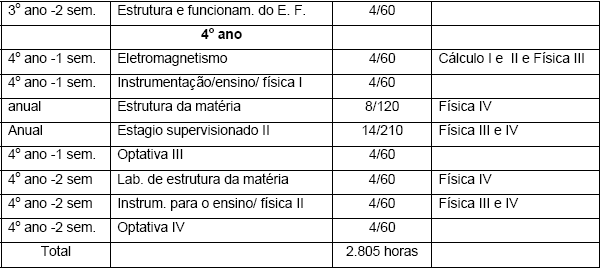 3º ano -2 sem. Estrutura e funcionam. do E. F. 4/60
4º ano
4º ano -1 sem. Eletromagnetismo 4/60 Cálculo I e II e Física III
4º ano -1 sem. Instrumentação/ensino/ física I 4/60
anual Estrutura da matéria 8/120 Física IV
Anual Estagio supervisionado II 14/210 Física III e IV
4º ano -1 sem. Optativa III 4/60
4º ano -2 sem Lab. de estrutura da matéria 4/60 Física IV
4º ano -2 sem Instrum. para o ensino/ física II 4/60 Física III e IV
4º ano -2 sem. Optativa IV 4/60
Total 2.805 horas